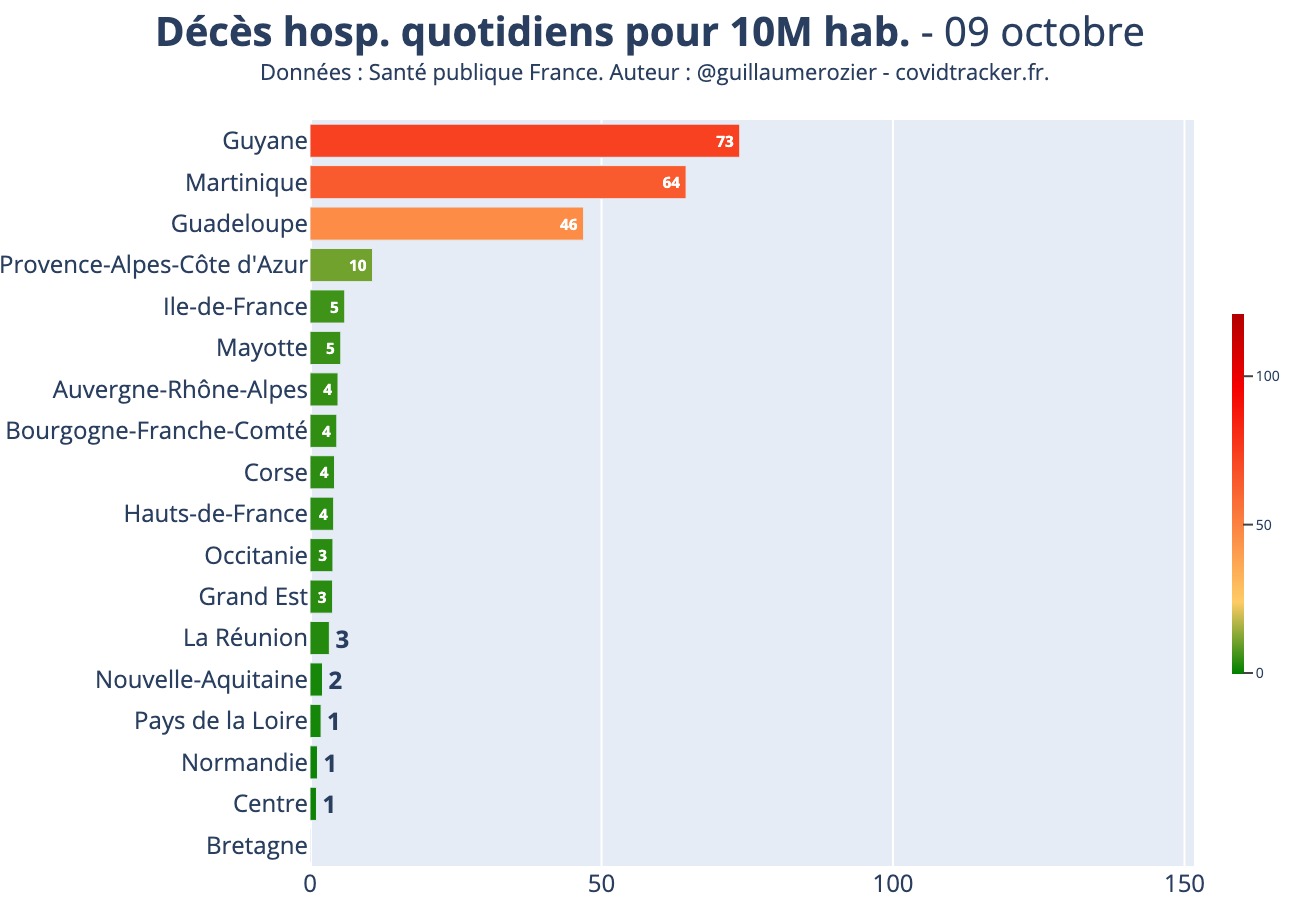 Décès hosp. quotidiens pour 10M hab. - 09 octobre
Données : Santé publique France. Auteur : @guillaumerozier - covidtracker.fr.
Guyane 73
Martinique 64
Guadeloupe 46
Provence-Alpes-Côte d'Azur 10
Ile-de-France 5
Mayotte 5
Auvergne-Rhône-Alpes 4
Bourgogne-Franche-Comté 4
Corse 4
Hauts-de-France 4
Occitanie 3
Grand Est 3
La Réunion 3
Nouvelle-Aquitaine 2
Pays de la Loire 1
Normandie 1
Centre 1
Bretagne
0 50 100 150
100
50
0